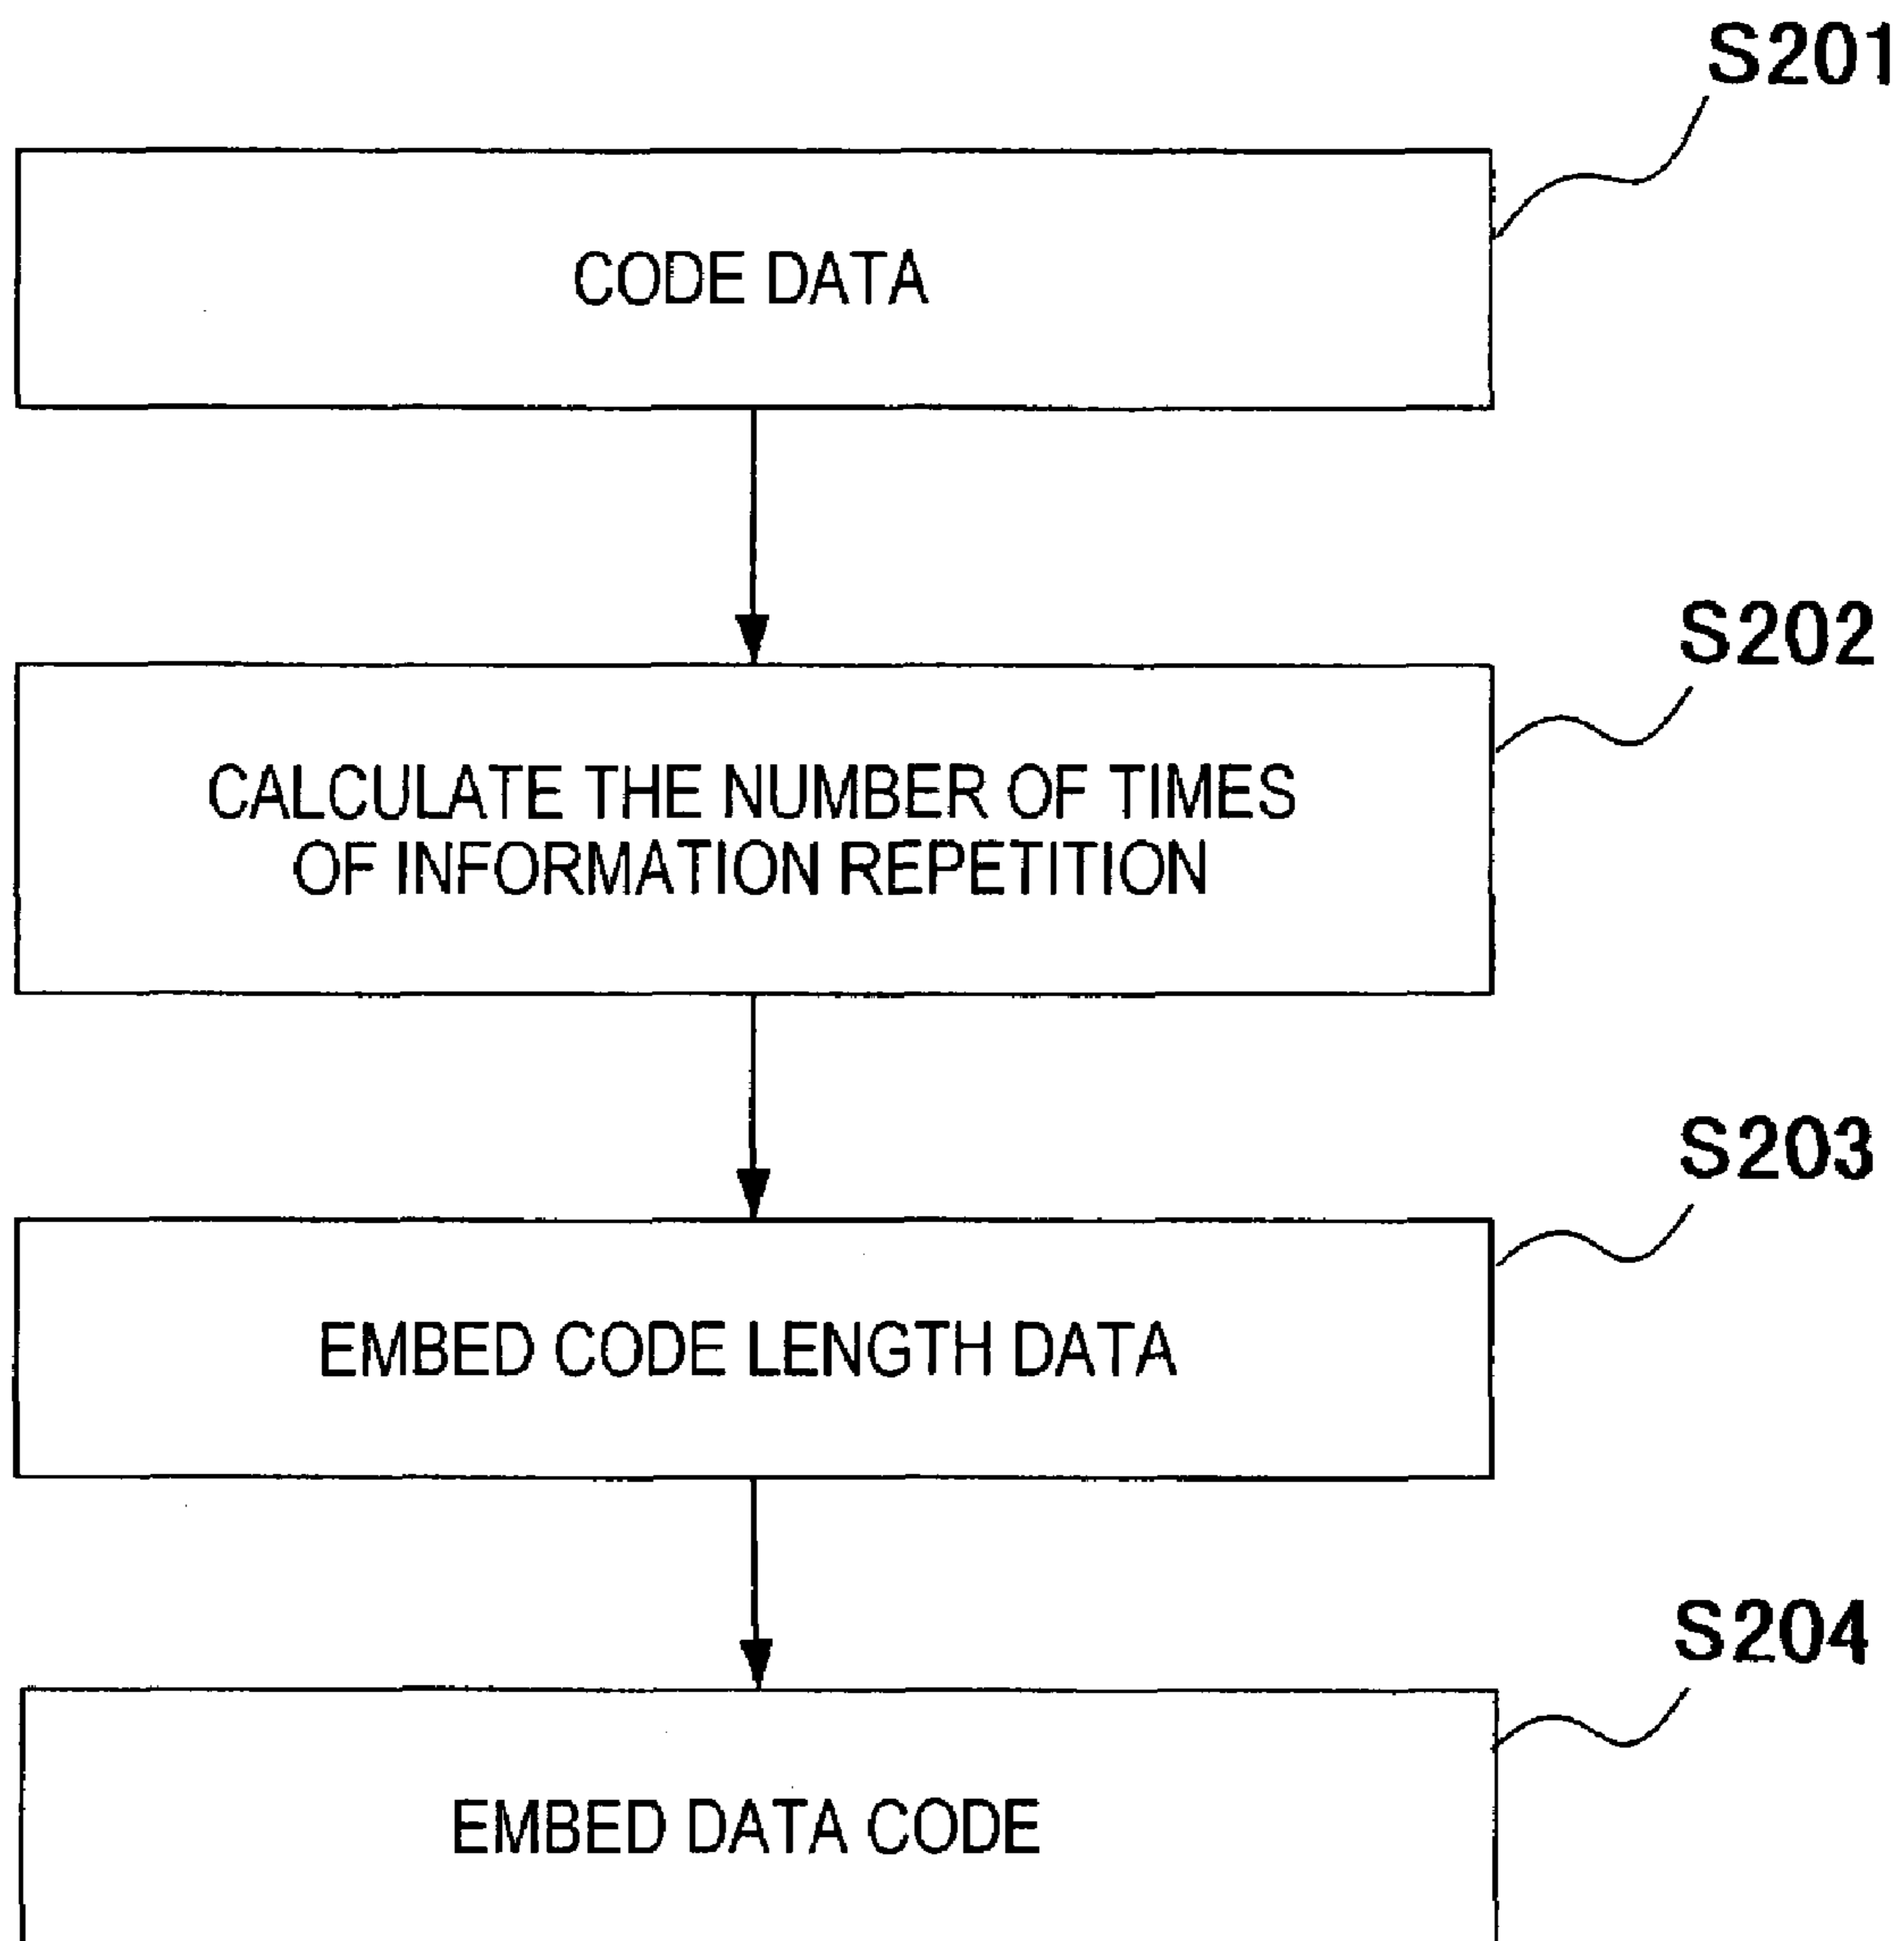 S201
CODE DATA
S202
CALCULATE THE NUMBER OF TIMES
OF INFORMATION REPETITION
S203
EMBED CODE LENGTH DATA
S204
EMBED DATA CODE